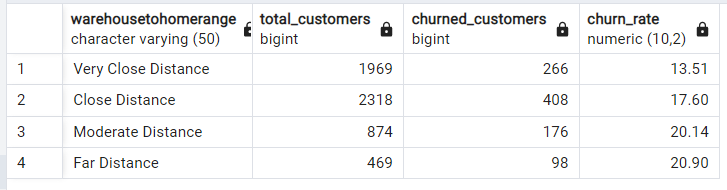 warehousetohomerange total_customers churned_customers churn_rate
character varying (50) bigint bigint numeric (10,2)
1 Very Close Distance 1969 266 13.51
2 Close Distance 2318 408 17.60
3 Moderate Distance 874 176 20.14
4 Far Distance 469 98 20.90